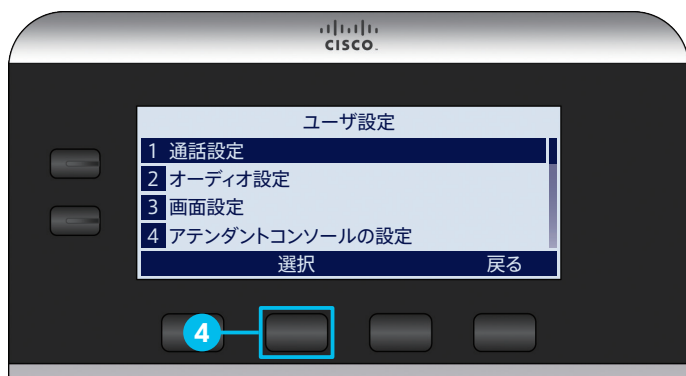 CISCO.
ユーザ設定
1 通話設定
2 オーディオ設定
3 画面設定
4 アテンダントコンソールの設定
選択 戻る
4